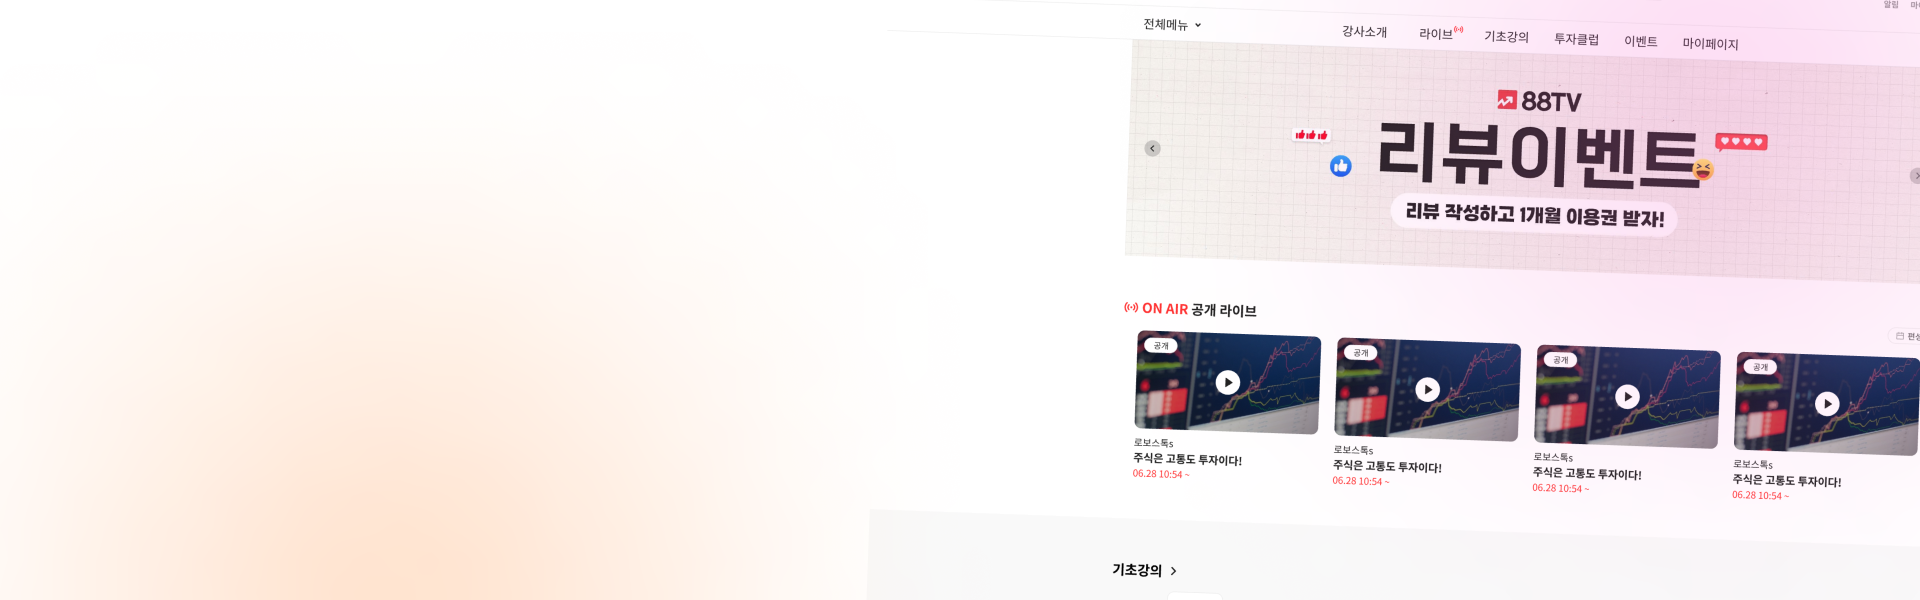 알림
전체메뉴 강사소개 라이브 기초강의 투자클럽 이벤트 마이페이지
88TV
리뷰이벤트
리뷰 작성하고 1개월 이용권 받자!
ON AIR 공개 라이브
공개 공개 공개 공개
로보스톡s 로보스톡s 로보스톡s 로보스톡s
주식은 고통도 투자이다! 주식은 고통도 투자이다! 주식은 고통도 투자이다! 주식은 고통도 투자이다!
06.28 10:54 ~ 06.28 10:54 ~ 06.28 10:54 ~ 06.28 10:54 ~
기초강의